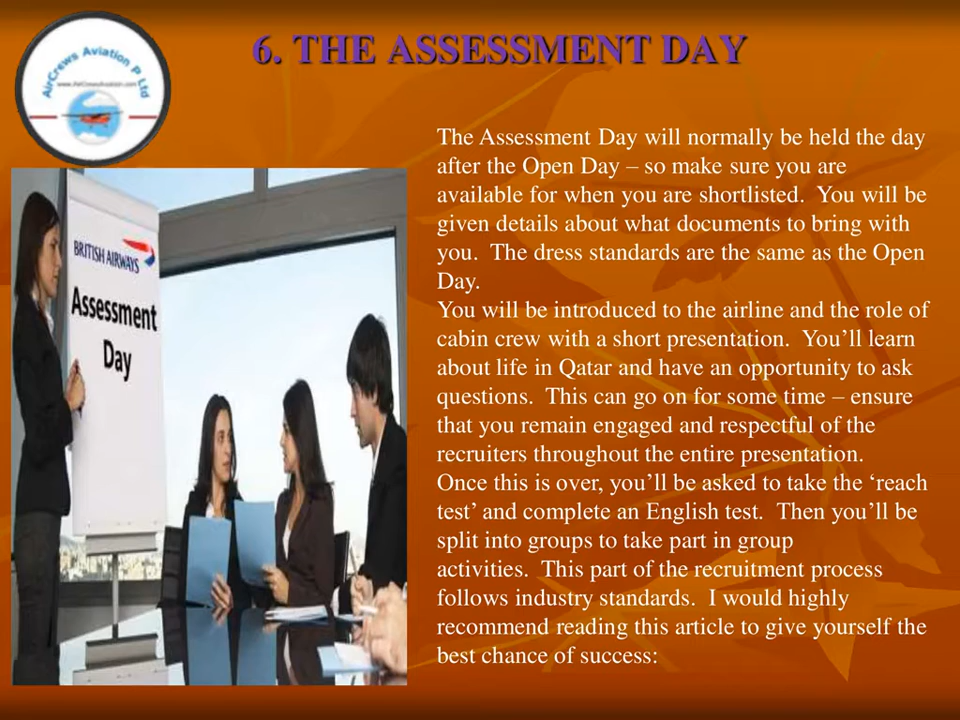 AirCrews Aviation P Ltd
www.AirCrewsAviation.com
6. THE ASSESSMENT DAY
BRITISH AIRWAYS
Assessment
Day
The Assessment Day will normally be held the day
after the Open Day – so make sure you are
available for when you are shortlisted.  You will be
given details about what documents to bring with
you.  The dress standards are the same as the Open
Day.
You will be introduced to the airline and the role of
cabin crew with a short presentation.  You’ll learn
about life in Qatar and have an opportunity to ask
questions.  This can go on for some time – ensure
that you remain engaged and respectful of the
recruiters throughout the entire presentation.
Once this is over, you’ll be asked to take the ‘reach
test’ and complete an English test.  Then you’ll be
split into groups to take part in group
activities.  This part of the recruitment process
follows industry standards.  I would highly
recommend reading this article to give yourself the
best chance of success: